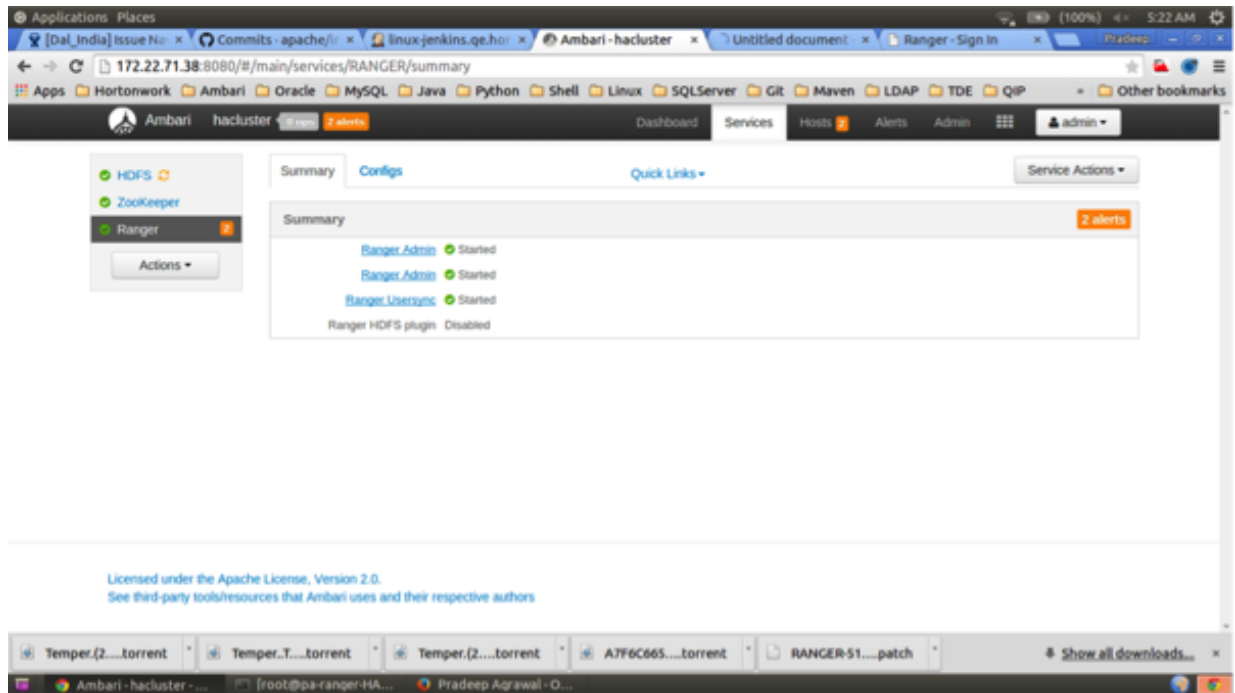 Applications Places (100%) 5:22 AM
[Dal_India] Issue Na × Commits · apache/ir × linux-jenkins.qe.hor × Ambari - hacluster × Untitled document × Ranger - Sign In × Pradeep
172.22.71.38:8080/#/main/services/RANGER/summary
Apps Hortonwork Ambari Oracle MySQL Java Python Shell Linux SQLServer Git Maven LDAP TDE QIP » Other bookmarks
Ambari hacluster 0 ops 2 alerts Dashboard Services Hosts 2 Alerts Admin admin
HDFS
ZooKeeper
Ranger 2
Actions
Summary Configs Quick Links Service Actions
Summary 2 alerts
Ranger Admin Started
Ranger Admin Started
Ranger Usersync Started
Ranger HDFS plugin Disabled
Licensed under the Apache License, Version 2.0.
See third-party tools/resources that Ambari uses and their respective authors
Temper.(2....torrent Temper..T....torrent Temper.(2....torrent A7F6C665....torrent RANGER-51....patch Show all downloads... ×
Ambari - hacluster -... [root@pa-ranger-HA... Pradeep Agrawal - O...